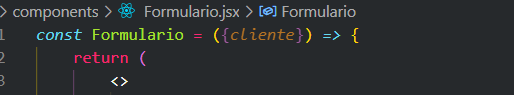 components > Formulario.jsx > Formulario
1 const Formulario = ({cliente}) => {
2 return (
3 <>